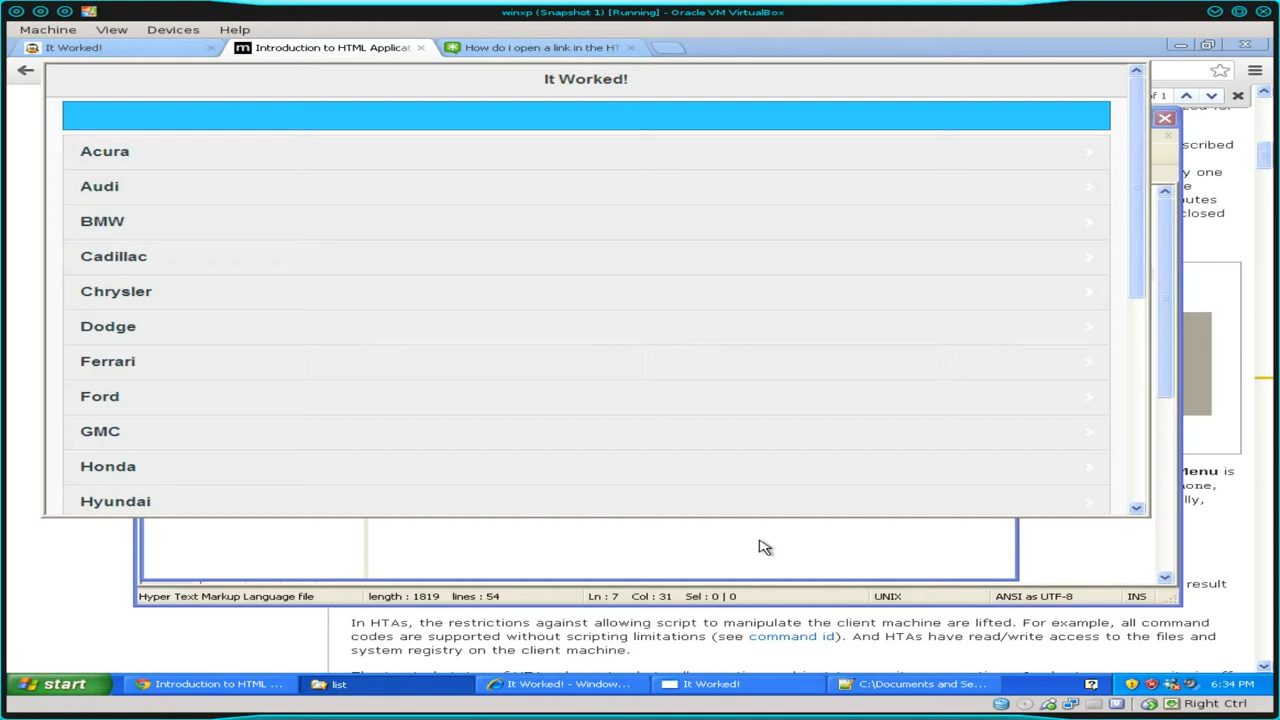 winxp (Snapshot 1) [Running] - Oracle VM VirtualBox
Machine View Devices Help
It Worked!
Introduction to HTML Applicat
How do i open a link in the HT
It Worked!
of 1
Acura
scribed
Audi
y one
utes
closed
BMW
Cadillac
Chrysler
Dodge
Ferrari
Ford
GMC
Honda
Menu is
Hyundai
result
Hyper Text Markup Language file length : 1819 lines : 54 Ln : 7 Col : 31 Sel : 0 | 0 UNIX ANSI as UTF-8 INS
In HTAs, the restrictions against allowing script to manipulate the client machine are lifted. For example, all command
codes are supported without scripting limitations (see command id). And HTAs have read/write access to the files and
system registry on the client machine.
start Introduction to HTML ... list It Worked! - Window... It Worked! C:\Documents and Se... 6:34 PM
Right Ctrl